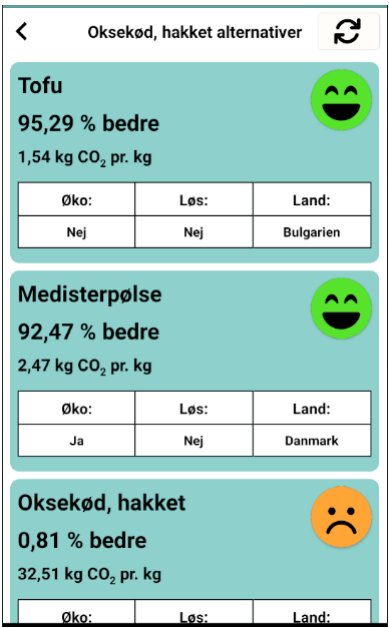 Oksekød, hakket alternativer
Tofu
95,29 % bedre
1,54 kg CO₂ pr. kg
Øko: Løs: Land:
Nej Nej Bulgarien
Medisterpølse
92,47 % bedre
2,47 kg CO₂ pr. kg
Øko: Løs: Land:
Ja Nej Danmark
Oksekød, hakket
0,81 % bedre
32,51 kg CO₂ pr. kg
Øko: Løs: Land: